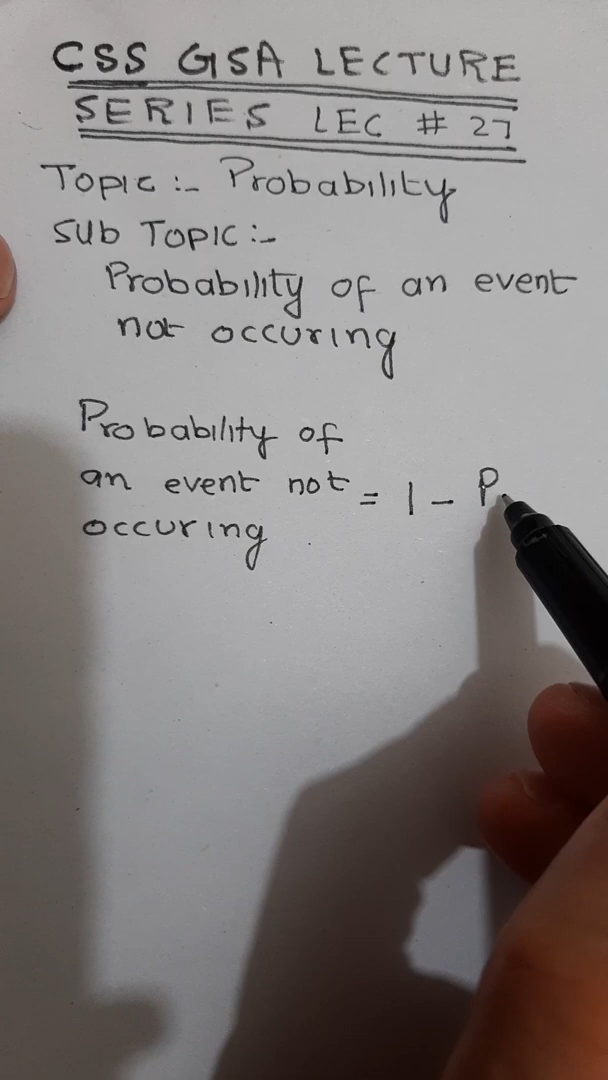 CSS GSA LECTURE
SERIES LEC # 27
TOPIC :- Probability
SUB TOPIC :-
Probability of an event
not occuring
Probability of
an event not = 1 - P
occuring